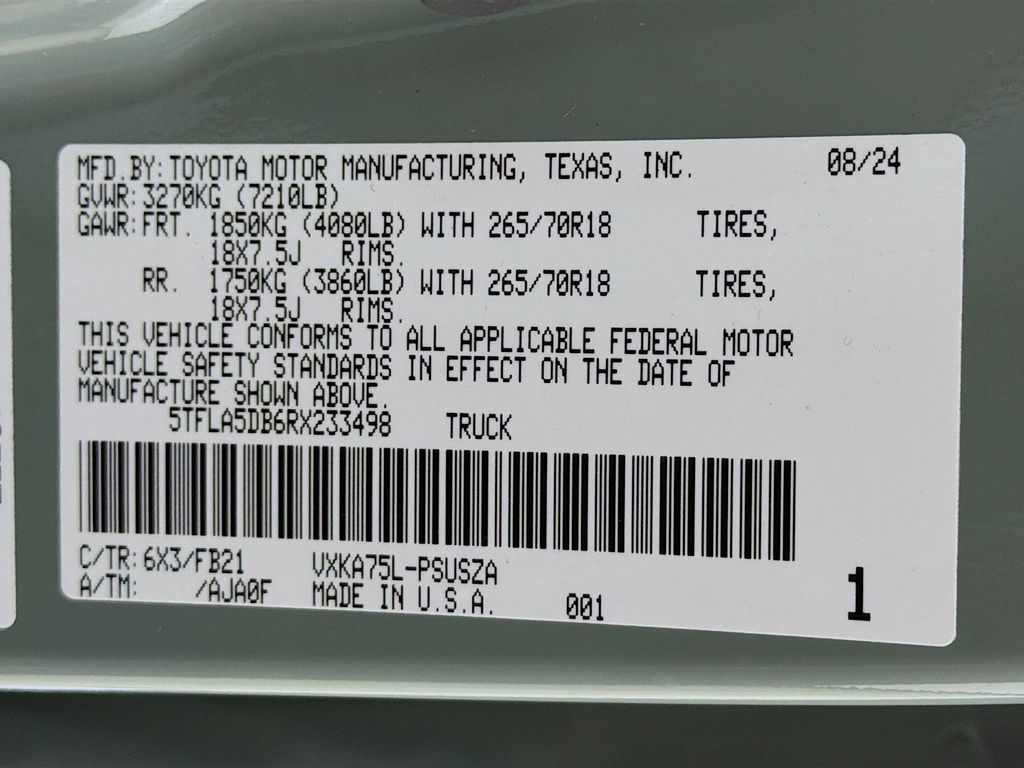 MFD.BY: TOYOTA MOTOR MANUFACTURING, TEXAS, INC. 08/24
GVWR: 3270KG (7210LB)
GAWR: FRT. 1850KG (4080LB) WITH 265/70R18 TIRES,
18X7.5J RIMS.
RR. 1750KG (3860LB) WITH 265/70R18 TIRES,
18X7.5J RIMS.
THIS VEHICLE CONFORMS TO ALL APPLICABLE FEDERAL MOTOR
VEHICLE SAFETY STANDARDS IN EFFECT ON THE DATE OF
MANUFACTURE SHOWN ABOVE.
5TFLA5DB6RX233498 TRUCK
C/TR: 6X3/FB21 VXKA75L-PSUSZA
A/TM: /AJA0F MADE IN U.S.A. 001 1